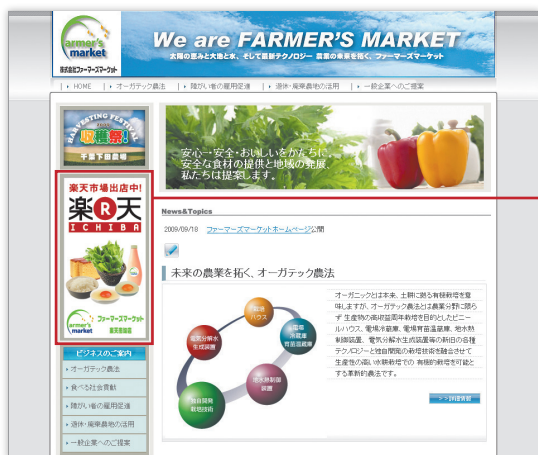 farmer's
market
株式会社ファーマーズマーケット
We are FARMER'S MARKET
太陽の恵みと大地と水、そして最新テクノロジー 農業の未来を拓く、ファーマーズマーケット
HOME
オーガテック農法
障がい者の雇用促進
遊休・廃棄農地の活用
一般企業へのご提案
HARVESTING FESTIVAL
収穫祭!
千里下田農場
安心・安全・おいしいをかたちに。
安全な食材の提供と地域の発展、
私たちは提案します。
楽天市場出店中!
楽R天
ICHIBA
ファーマーズマーケット
farmer's
market
News&Topics
2009/09/18 ファーマーズマーケットホームページ公開
未来の農業を拓く、オーガテック農法
栽培
ハウス
電場
冷蔵庫
育苗温蔵庫
電気分解水
生成装置
地水熱制御
装置
独自開発
栽培技術
オーガニックとは本来、土耕に拠る有機栽培を意
味しますが、オーガテック農法とは農業分野に限ら
ず 生産物の高収益周年栽培を目的としたビニー
ルハウス、電場冷蔵庫、電場育苗温蔵庫、地水熱
制御装置、電気分解水生成装置等の新旧の各種
テクノロジーと独自開発の栽培技術を融合させて
生産性の高い水耕栽培での 有機的栽培を可能と
する革新的農法です。
>>詳細情報
ビジネスのご案内
オーガテック農法
食べる社会貢献
障がい者の雇用促進
遊休・廃棄農地の活用
一般企業へのご提案